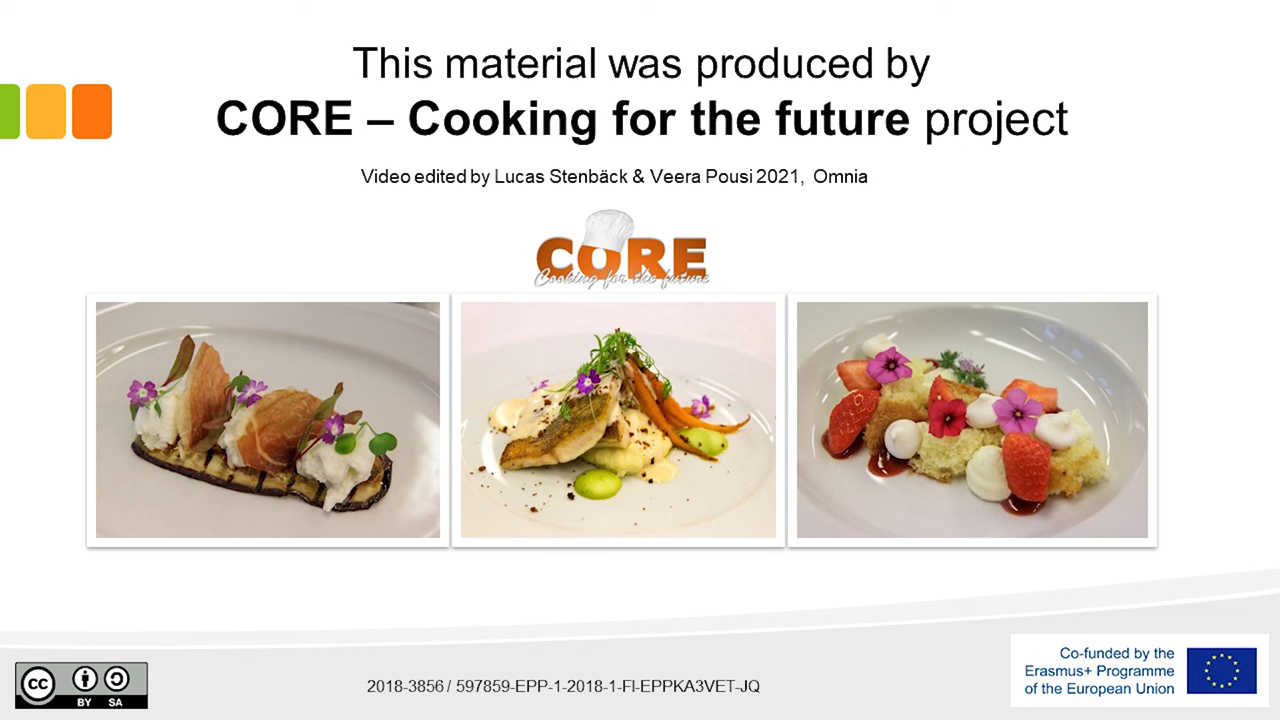 This material was produced by
CORE – Cooking for the future project
Video edited by Lucas Stenbäck & Veera Pousi 2021, Omnia
CORE
Cooking for the future
2018-3856 / 597859-EPP-1-2018-1-FI-EPPKA3VET-JQ
cc
BY SA
Co-funded by the
Erasmus+ Programme
of the European Union